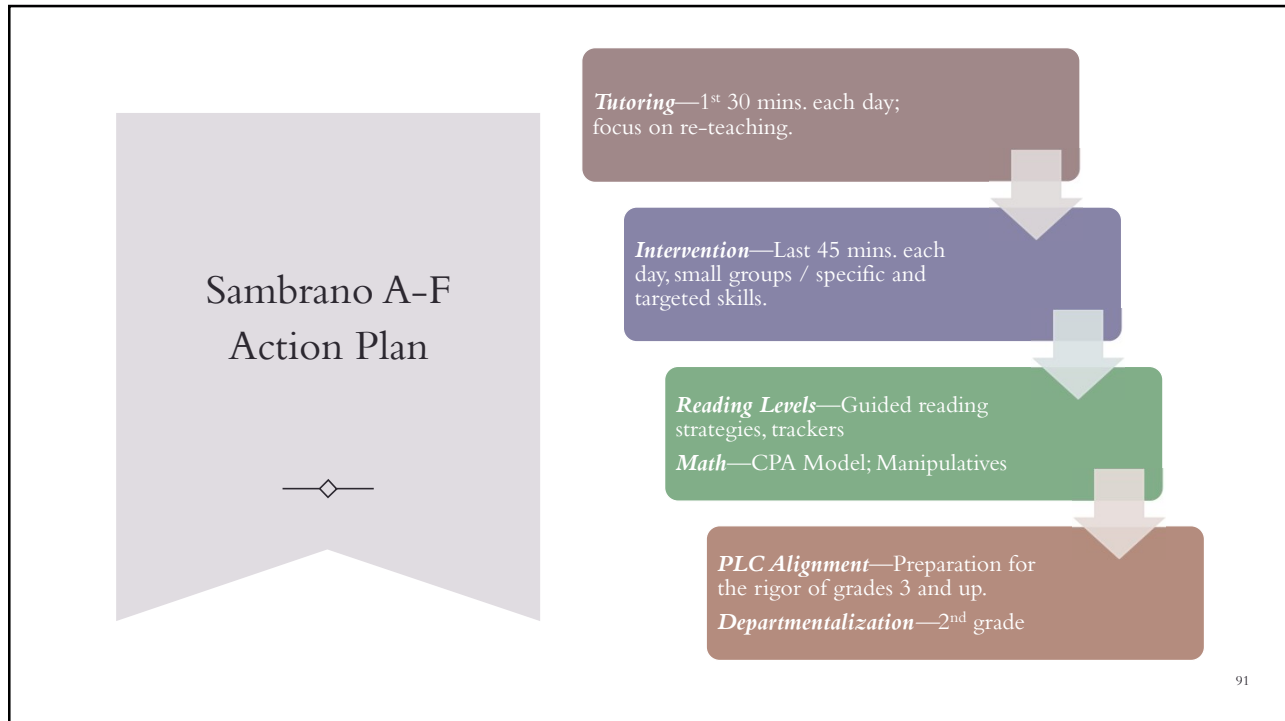 Sambrano A-F
Action Plan
Tutoring—1st 30 mins. each day;
focus on re-teaching.
Intervention—Last 45 mins. each
day, small groups / specific and
targeted skills.
Reading Levels—Guided reading
strategies, trackers
Math—CPA Model; Manipulatives
PLC Alignment—Preparation for
the rigor of grades 3 and up.
Departmentalization—2nd grade
91